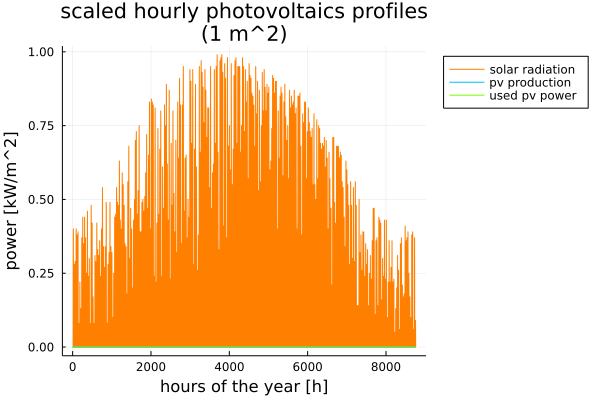 scaled hourly photovoltaics profiles
(1 m^2)
1.00
0.75
0.50
0.25
0.00
power [kW/m^2]
0
2000
4000
6000
8000
hours of the year [h]
solar radiation
pv production
used pv power